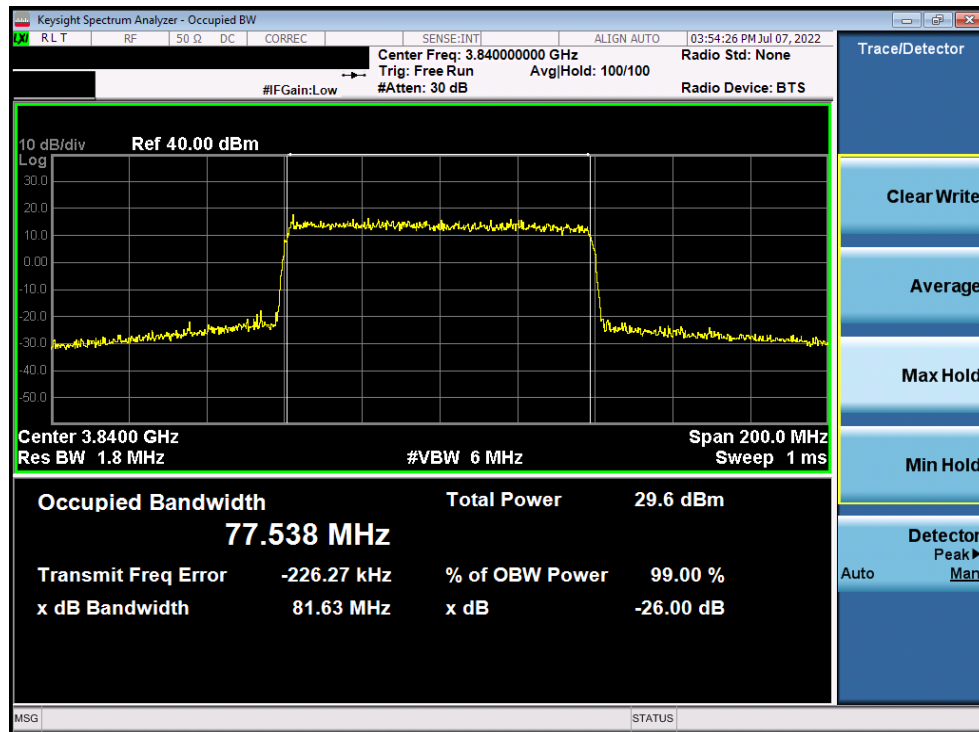 Keysight Spectrum Analyzer - Occupied BW
LXI RLT RF 50 Ω DC CORREC SENSE:INT ALIGN AUTO 03:54:26 PM Jul 07, 2022
Center Freq: 3.840000000 GHz Radio Std: None
Trig: Free Run Avg|Hold: 100/100
#IFGain:Low #Atten: 30 dB Radio Device: BTS
10 dB/div Ref 40.00 dBm
Log
30.0
20.0
10.0
0.00
-10.0
-20.0
-30.0
-40.0
-50.0
Center 3.8400 GHz Span 200.0 MHz
Res BW 1.8 MHz #VBW 6 MHz Sweep 1 ms
Occupied Bandwidth Total Power 29.6 dBm
77.538 MHz
Transmit Freq Error -226.27 kHz % of OBW Power 99.00 %
x dB Bandwidth 81.63 MHz x dB -26.00 dB
Trace/Detector
Clear Write
Average
Max Hold
Min Hold
Detector
Peak
Auto Man
MSG STATUS